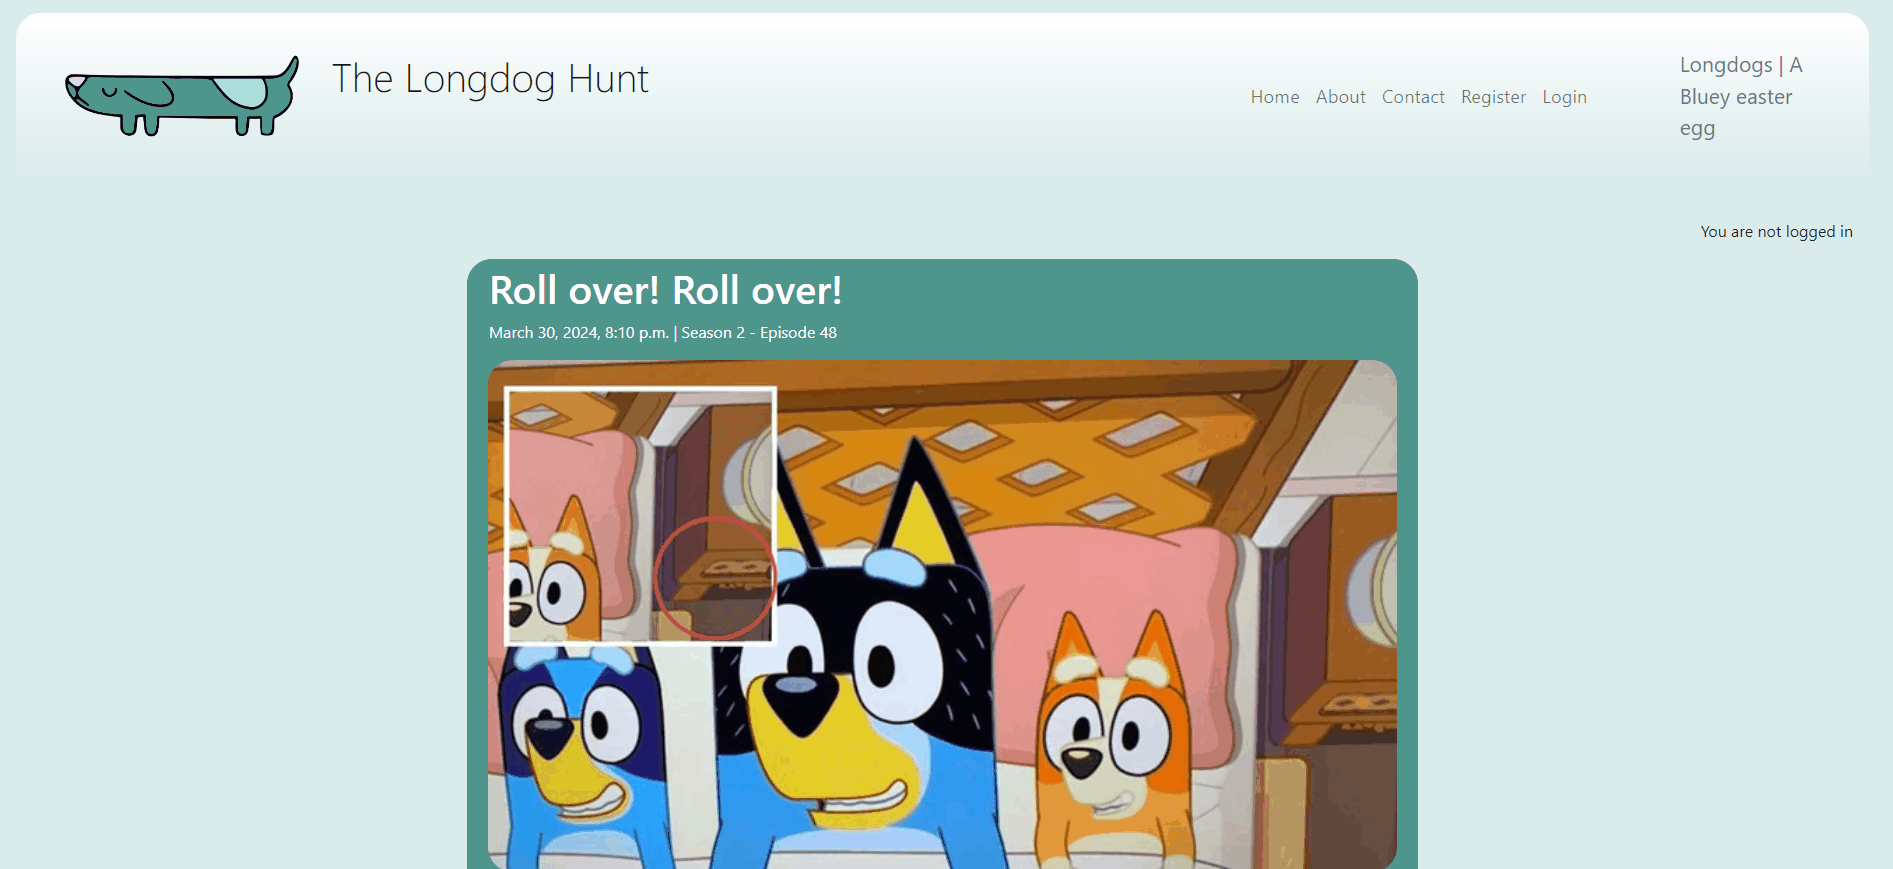 The Longdog Hunt
Home About Contact Register Login
Longdogs | A
Bluey easter
egg
You are not logged in
Roll over! Roll over!
March 30, 2024, 8:10 p.m. | Season 2 - Episode 48